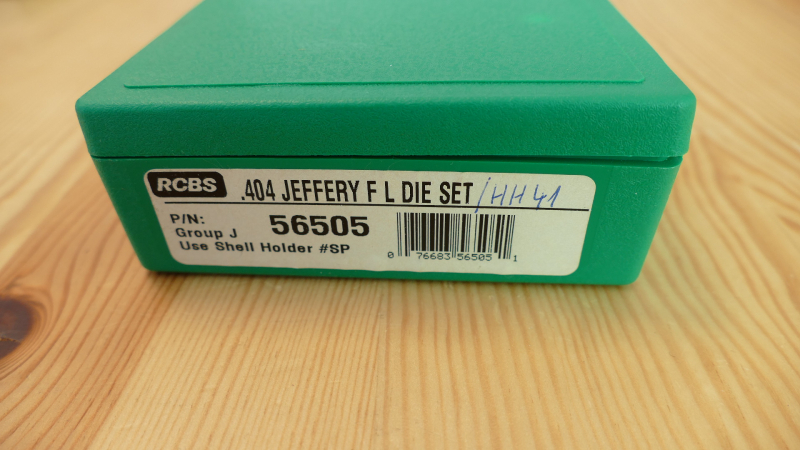 RCBS .404 JEFFERY F L DIE SET /HH41
P/N: 56505
Group J
Use Shell Holder #SP
0 76683 56505 1